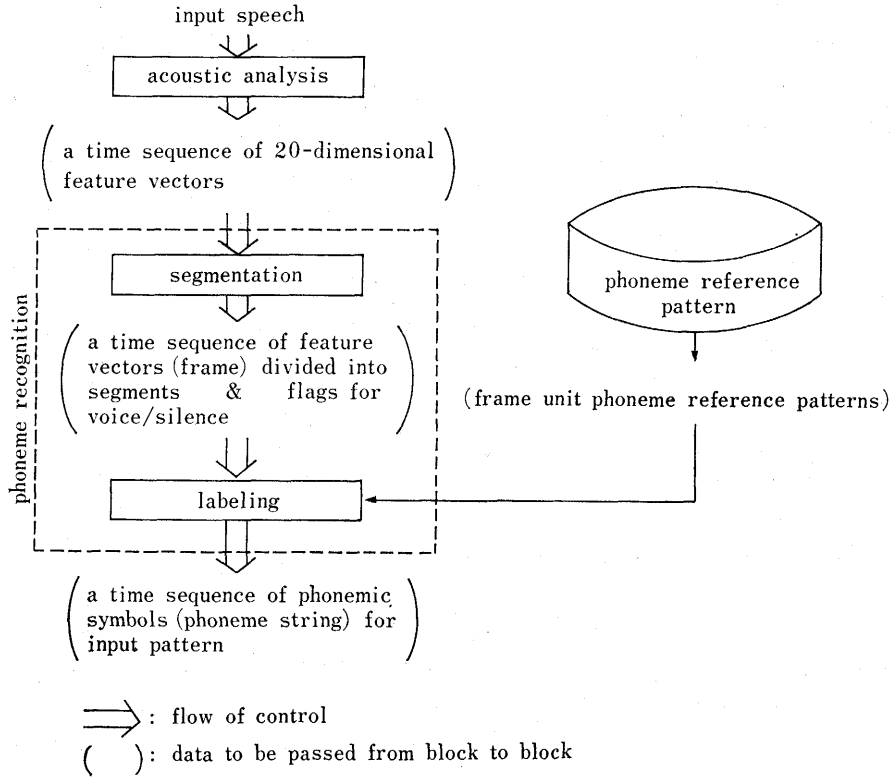 input speech
acoustic analysis
a time sequence of 20-dimensional
feature vectors
phoneme recognition
segmentation
a time sequence of feature
vectors (frame) divided into
segments & flags for
voice/silence
labeling
a time sequence of phonemic
symbols (phoneme string) for
input pattern
phoneme reference
pattern
(frame unit phoneme reference patterns)
: flow of control
( ): data to be passed from block to block